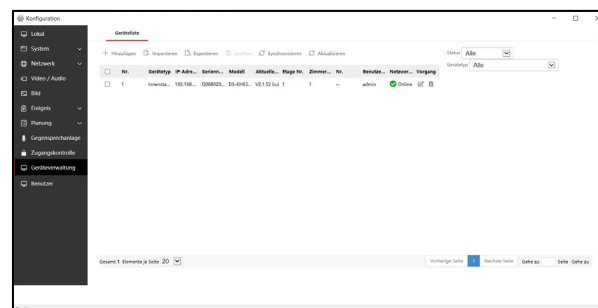 Konfiguration
Lokal
System
Netzwerk
Video / Audio
Bild
Ereignis
Planung
Gegensprechanlage
Zugangskontrolle
Geräteverwaltung
Benutzer
Geräteliste
Hinzufügen Importieren Exportieren Löschen Synchronisieren Aktualisieren
Status Alle
Gerätetyp Alle
Nr. Gerätetyp IP-Adre... Serienn... Modell Aktuelle... Etage Nr. Zimmer... Nr. Benutze... Netzwer... Vorgang
1 Innensta... 192.168... DS-KH63... V2.1.52 bui 1 1 -- admin Online
Gesamt 1 Elemente je Seite 20
Vorherige Seite 1 Nächste Seite Gehe zu Seite Gehe zu